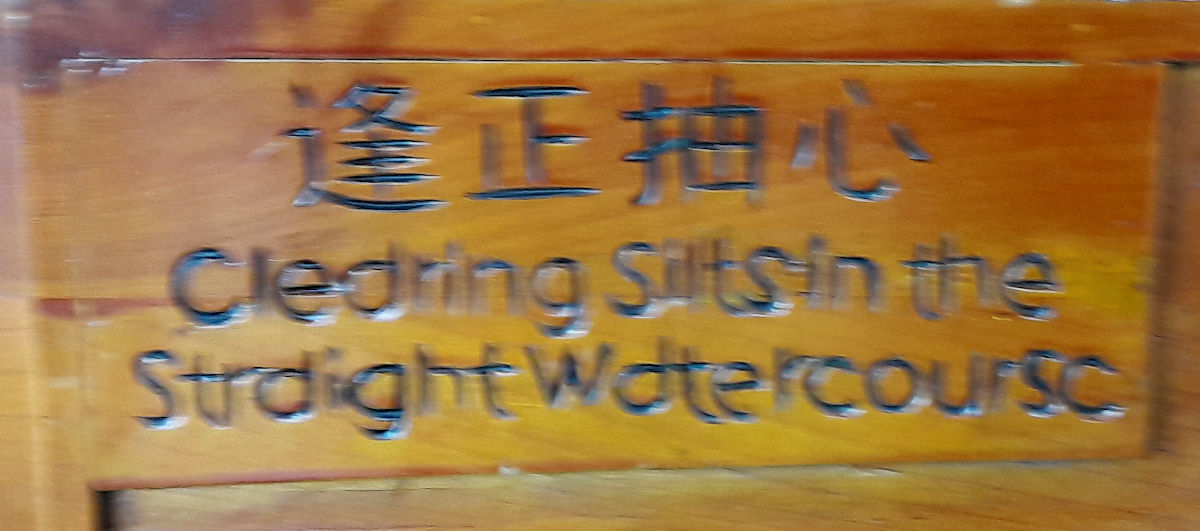 逢正抽心
Clearing Silts in the
Straight Watercourse